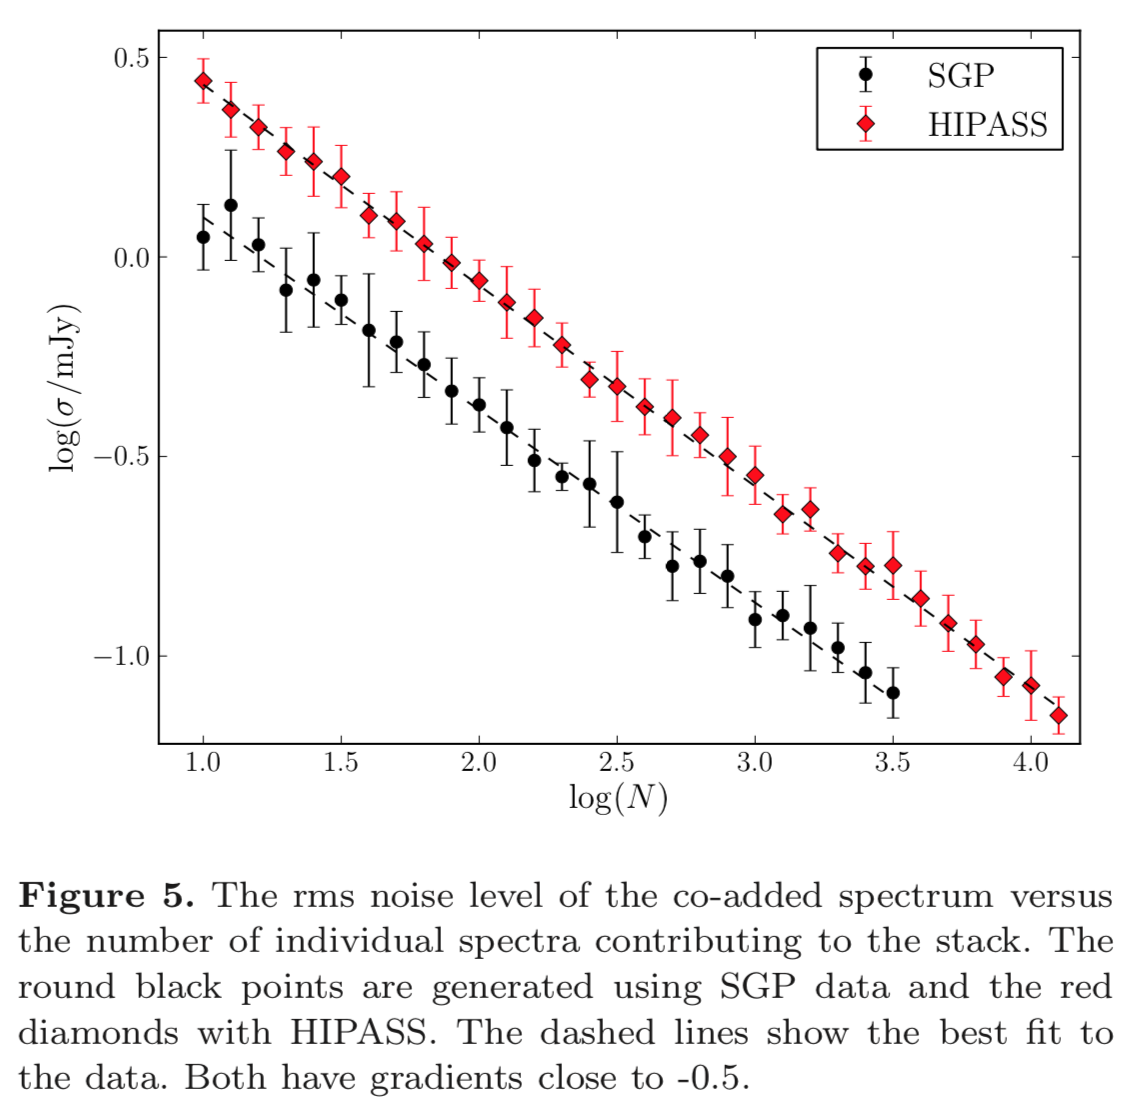 0.5
0.0
−0.5
−1.0
log(σ/mJy)
SGP
HIPASS
1.0 1.5 2.0 2.5 3.0 3.5 4.0
log(N)
Figure 5. The rms noise level of the co-added spectrum versus
the number of individual spectra contributing to the stack. The
round black points are generated using SGP data and the red
diamonds with HIPASS. The dashed lines show the best fit to
the data. Both have gradients close to -0.5.